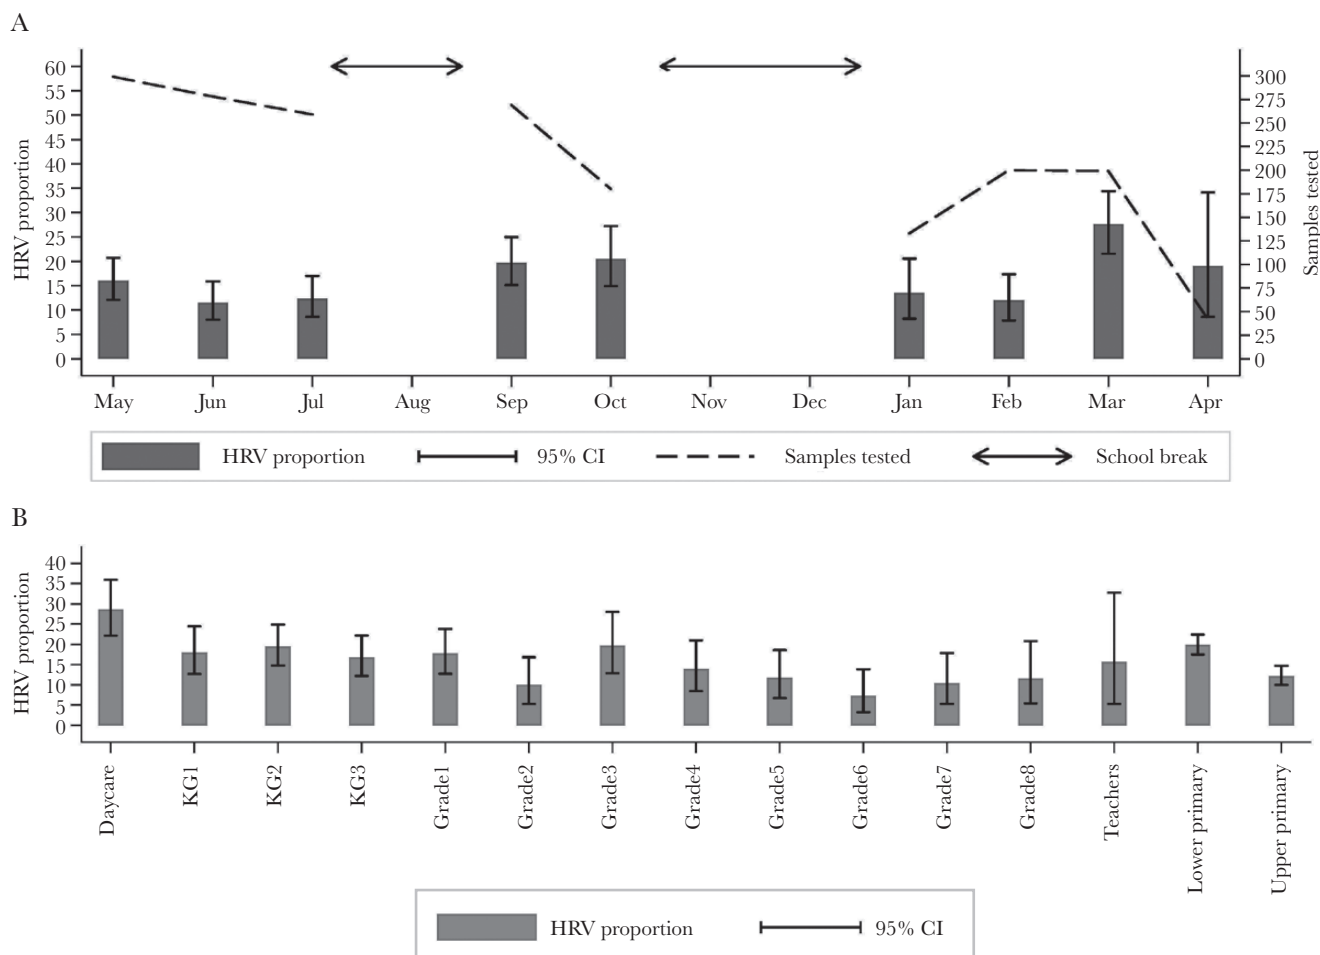 A
HRV proportion
60
55
50
45
40
35
30
25
20
15
10
5
0
Samples tested
300
275
250
225
200
175
150
125
100
75
50
25
0
May Jun Jul Aug Sep Oct Nov Dec Jan Feb Mar Apr
HRV proportion 95% CI Samples tested School break
B
HRV proportion
40
35
30
25
20
15
10
5
0
Daycare
KG1
KG2
KG3
Grade1
Grade2
Grade3
Grade4
Grade5
Grade6
Grade7
Grade8
Teachers
Lower primary
Upper primary
HRV proportion 95% CI